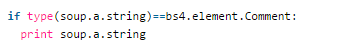 if type(soup.a.string)==bs4.element.Comment:
  print soup.a.string